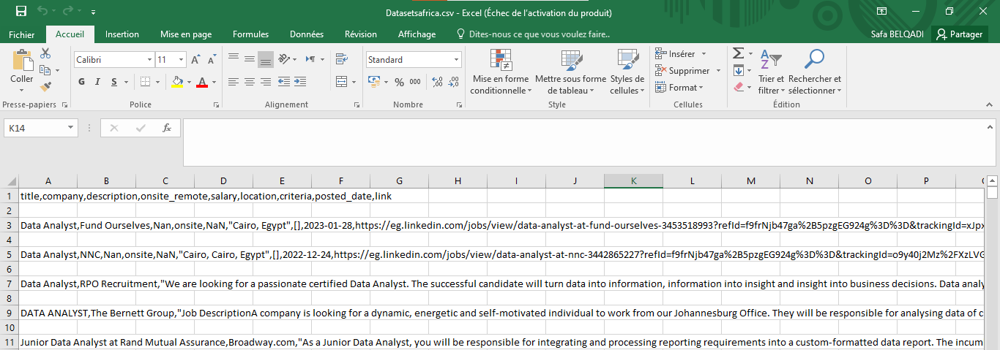 Datasetsafrica.csv - Excel (Échec de l'activation du produit)
Fichier Accueil Insertion Mise en page Formules Données Révision Affichage Dites-nous ce que vous voulez faire.. Safa BELQADI Partager
Coller
Presse-papiers
Calibri 11
G I S A
Police
Alignement
Standard
% 000
Nombre
Mise en forme conditionnelle
Mettre sous forme de tableau
Styles de cellules
Style
Insérer
Supprimer
Format
Cellules
Trier et filtrer
Rechercher et sélectionner
Édition
K14 fx
A B C D E F G H I J K L M N O P
1 title,company,description,onsite_remote,salary,location,criteria,posted_date,link
2
3 Data Analyst,Fund Ourselves,Nan,onsite,NaN,"Cairo, Egypt",[],2023-01-28,https://eg.linkedin.com/jobs/view/data-analyst-at-fund-ourselves-3453518993?refId=f9frNjb47ga%2B5pzgEG924g%3D%3D&trackingId=xJpx
4
5 Data Analyst,NNC,Nan,onsite,NaN,"Cairo, Cairo, Egypt",[],2022-12-24,https://eg.linkedin.com/jobs/view/data-analyst-at-nnc-3442865227?refId=f9frNjb47ga%2B5pzgEG924g%3D%3D&trackingId=o9y40j2Mz%2FXzLVG
6
7 Data Analyst,RPO Recruitment,"We are looking for a passionate certified Data Analyst. The successful candidate will turn data into information, information into insight and insight into business decisions. Data analy
8
9 DATA ANALYST,The Bernett Group,"Job DescriptionA company is looking for a dynamic, energetic and self-motivated individual to work from our Johannesburg Office. They will be responsible for analysing data of c
10
11 Junior Data Analyst at Rand Mutual Assurance,Broadway.com,"As a Junior Data Analyst, you will be responsible for integrating and processing reporting requirements into a custom-formatted data report. The incum